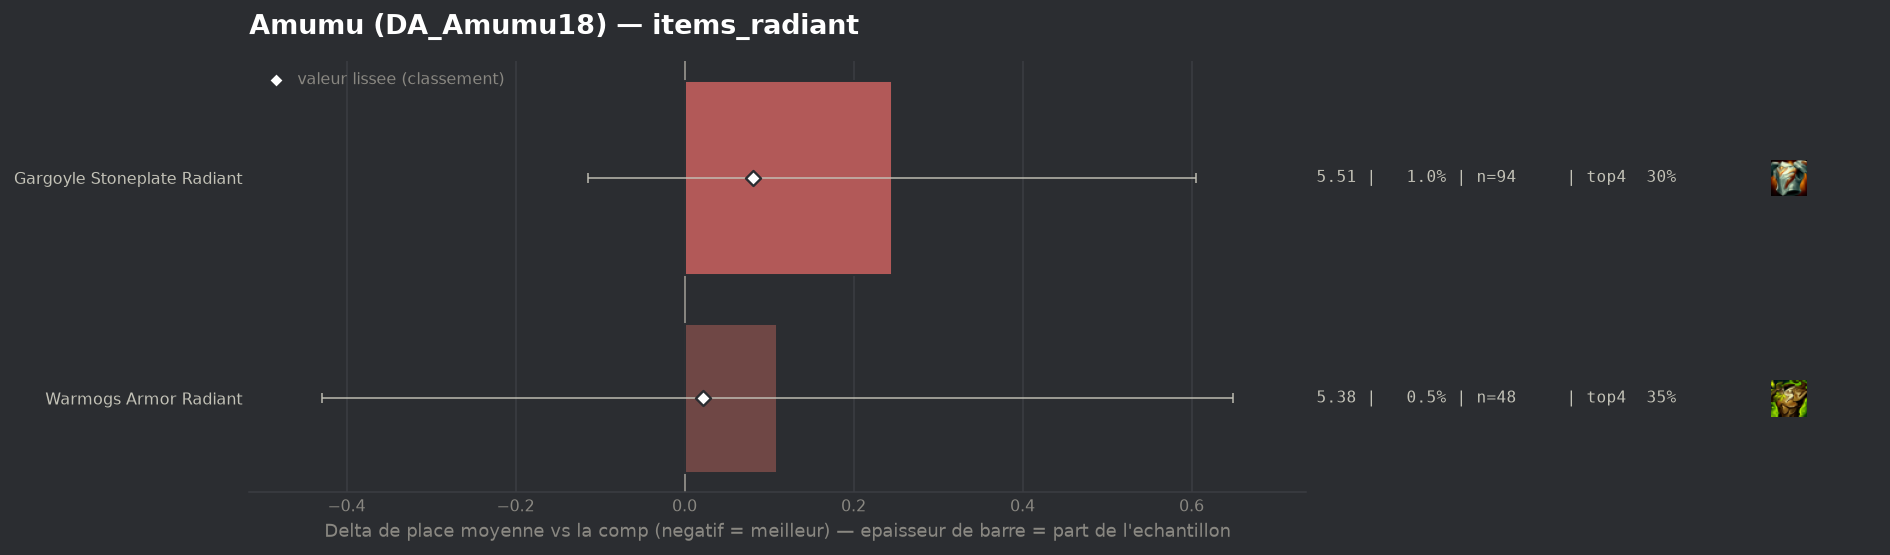 Amumu (DA_Amumu18) — items_radiant
valeur lissee (classement)
Gargoyle Stoneplate Radiant
5.51 | 1.0% | n=94 | top4 30%
Warmogs Armor Radiant
5.38 | 0.5% | n=48 | top4 35%
−0.4 −0.2 0.0 0.2 0.4 0.6
Delta de place moyenne vs la comp (negatif = meilleur) — epaisseur de barre = part de l'echantillon